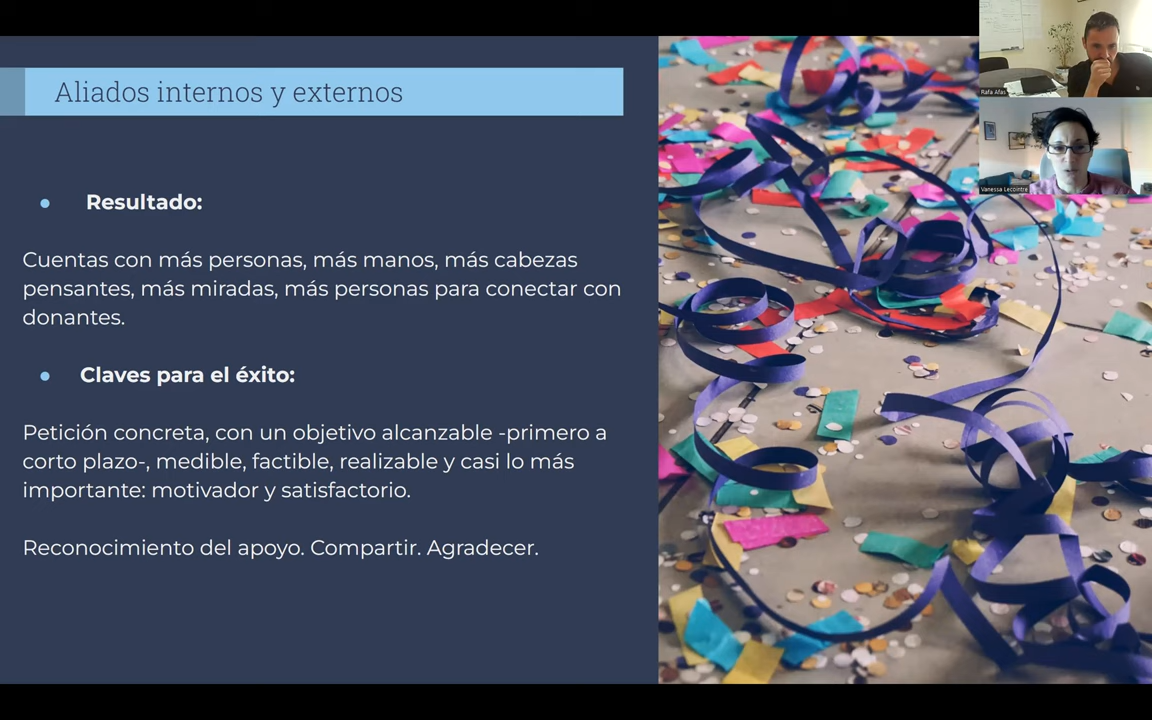 Aliados internos y externos
Rafa Afás
Vanessa Lecointre
● Resultado:
Cuentas con más personas, más manos, más cabezas
pensantes, más miradas, más personas para conectar con
donantes.
● Claves para el éxito:
Petición concreta, con un objetivo alcanzable -primero a
corto plazo-, medible, factible, realizable y casi lo más
importante: motivador y satisfactorio.
Reconocimiento del apoyo. Compartir. Agradecer.